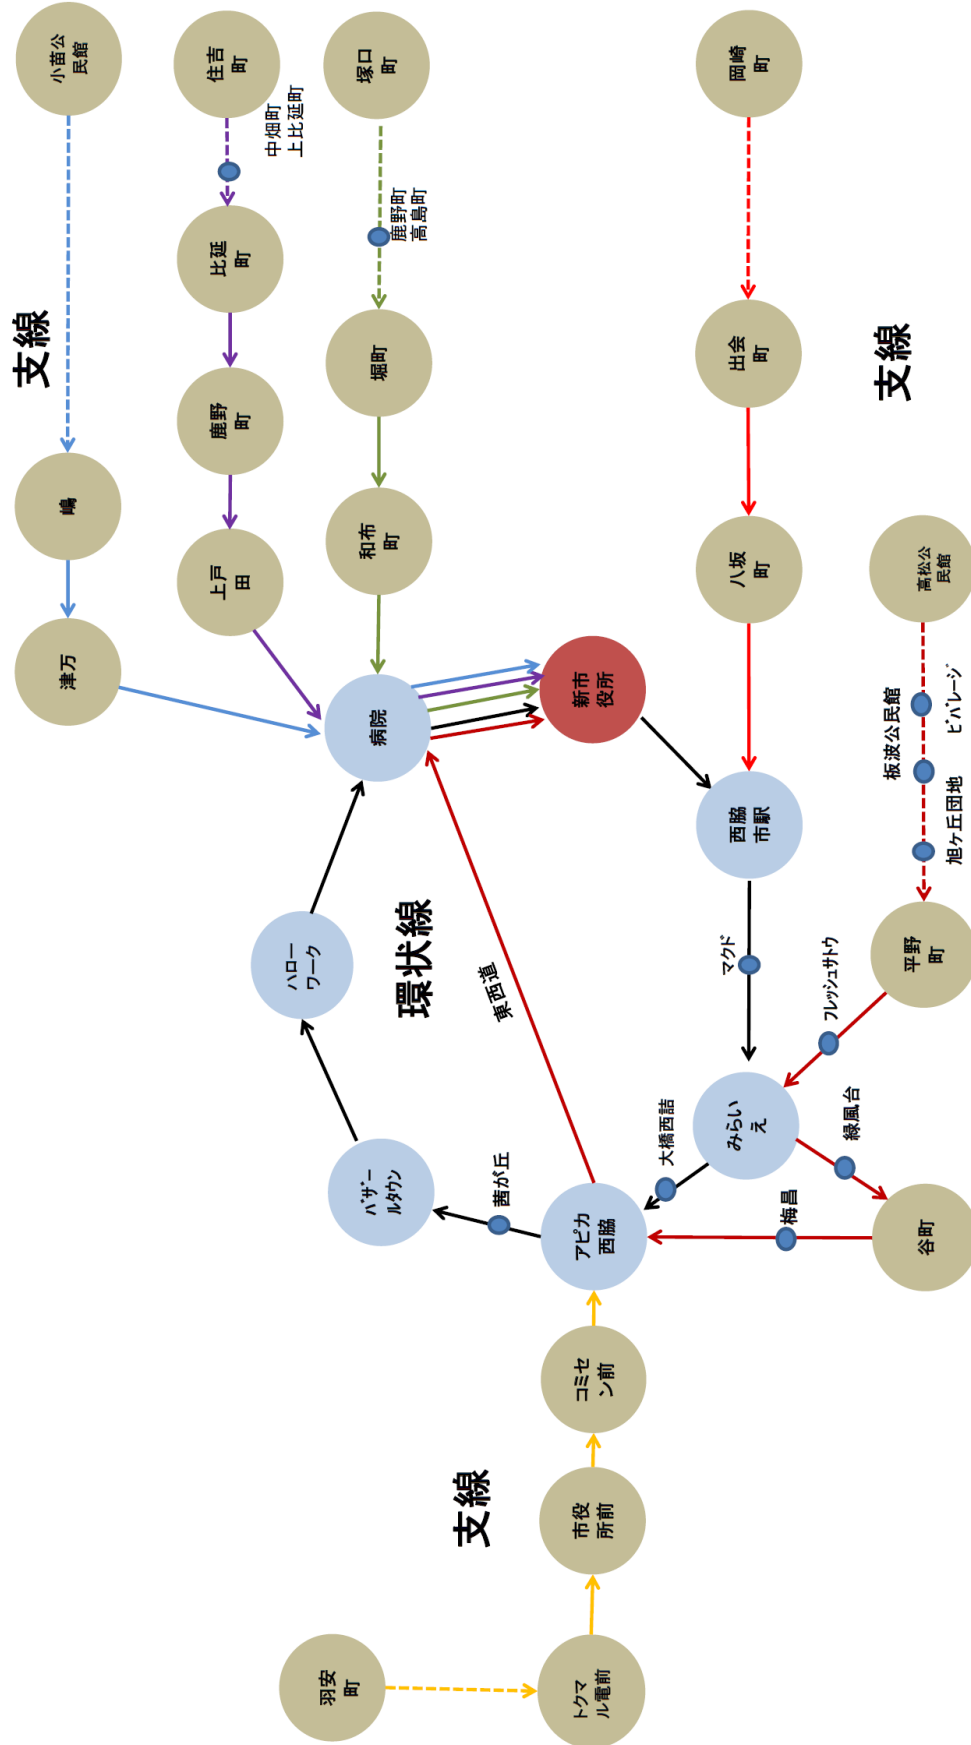 支線
津万
嶋
小苗公
民館
上戸
田
鹿野
町
比延
町
住吉
町
中畑町
上比延町
羽安
町
バザー
ルタウン
ハロー
ワーク
病院
和布
町
堀町
塚口
町
鹿野町
高島町
環状線
支線
茜が丘
東西道
トクマ
ル電前
市役
所前
コミセ
ン前
アピカ
西脇
新市
役所
大橋西詰
マクド
みらい
え
西脇
市駅
八坂
町
出会
町
岡崎
町
梅昌
緑風台
フレッシュサトウ
支線
谷町
平野
町
板波公民館
高松公
民館
旭ヶ丘団地
ビバレージ